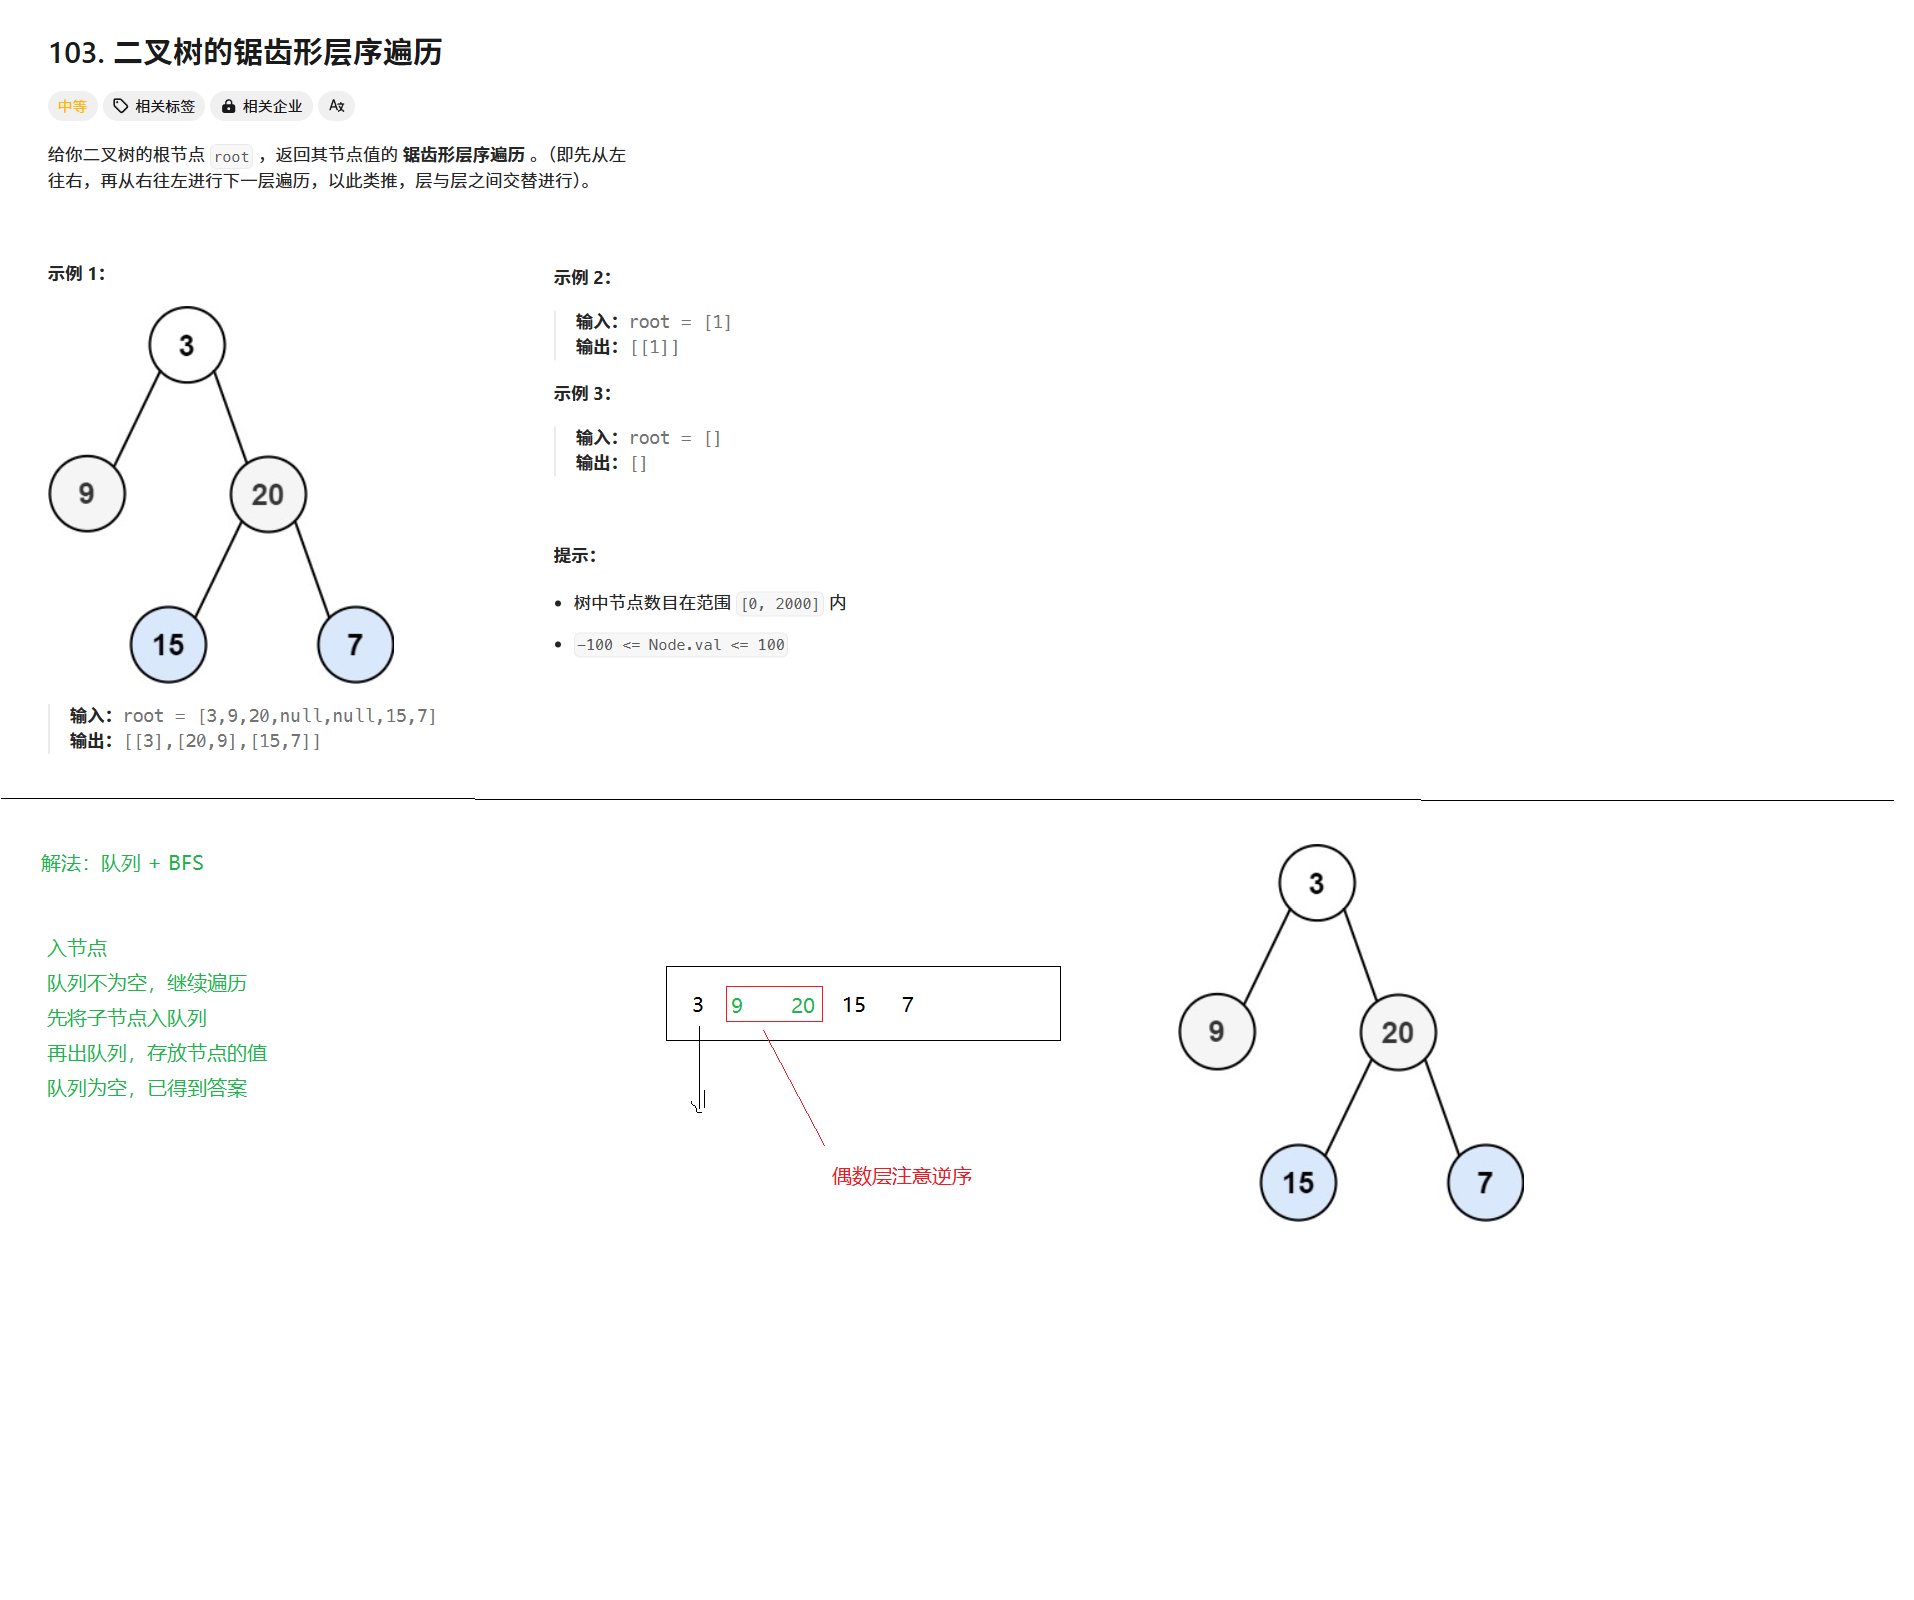 103. 二叉树的锯齿形层序遍历
中等 相关标签 相关企业 A文
给你二叉树的根节点 root ，返回其节点值的 锯齿形层序遍历 。（即先从左
往右，再从右往左进行下一层遍历，以此类推，层与层之间交替进行）。
示例 1：
3
9
20
15
7
输入：root = [3,9,20,null,null,15,7]
输出：[[3],[20,9],[15,7]]
示例 2：
输入：root = [1]
输出：[[1]]
示例 3：
输入：root = []
输出：[]
提示：
树中节点数目在范围 [0, 2000] 内
-100 <= Node.val <= 100
解法：队列 + BFS
入节点
队列不为空，继续遍历
先将子节点入队列
再出队列，存放节点的值
队列为空，已得到答案
3 9 20 15 7
偶数层注意逆序
3
9
20
15
7